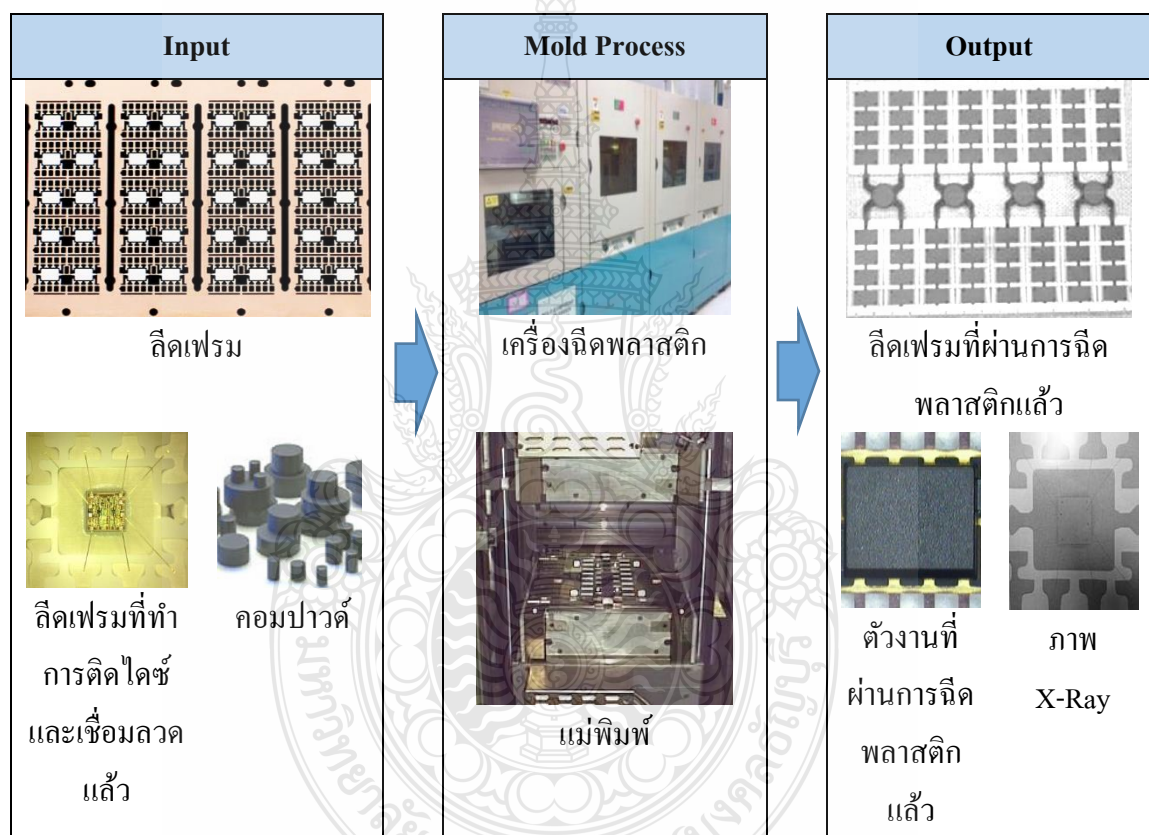 Input
ลีดเฟรม
ลีดเฟรมที่ทำ
การติดไดซ์
และเชื่อมลวด
แล้ว
คอมปาวด์
Mold Process
เครื่องฉีดพลาสติก
แม่พิมพ์
Output
ลีดเฟรมที่ผ่านการฉีด
พลาสติกแล้ว
ตัวงานที่
ผ่านการฉีด
พลาสติก
แล้ว
ภาพ
X-Ray